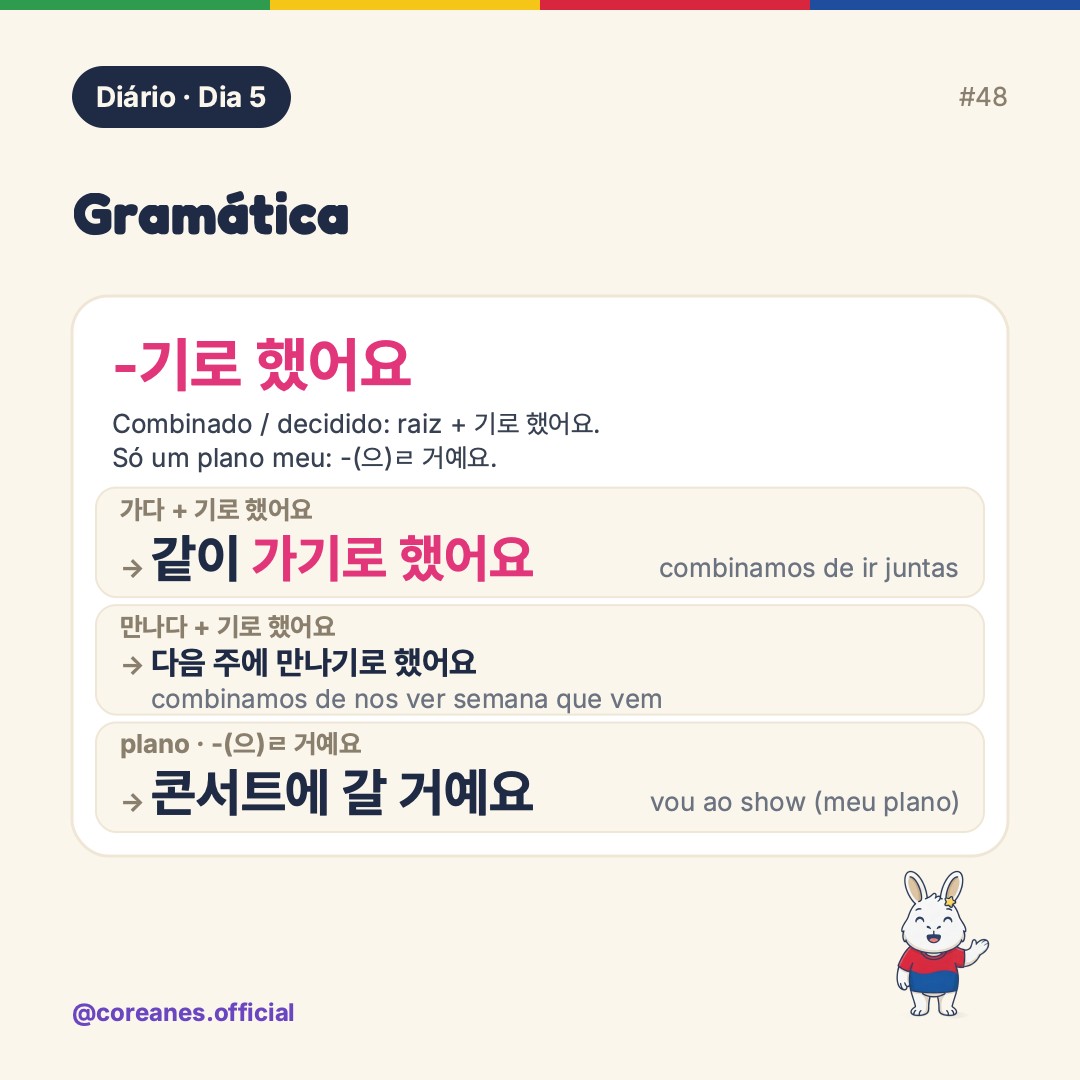 Diário · Dia 5
#48
Gramática
-기로 했어요
Combinado / decidido: raiz + 기로 했어요.
Só um plano meu: -(으)ㄹ 거예요.
가다 + 기로 했어요
→ 같이 가기로 했어요 combinamos de ir juntas
만나다 + 기로 했어요
→ 다음 주에 만나기로 했어요
combinamos de nos ver semana que vem
plano · -(으)ㄹ 거예요
→ 콘서트에 갈 거예요 vou ao show (meu plano)
@coreanes.official